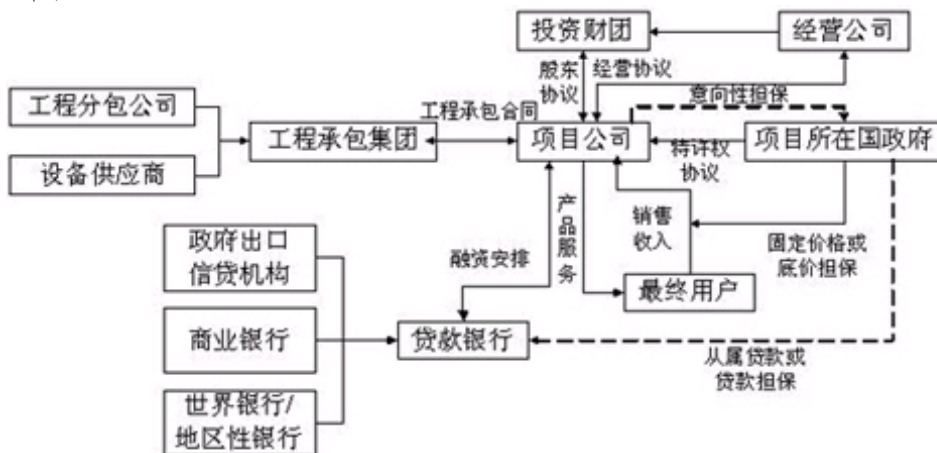 投资财团
经营公司
股东
协议
经营协议
工程分包公司
工程承包合同
意向性担保
工程承包集团
项目公司
项目所在国政府
设备供应商
特许权
协议
产品服务
销售
收入
政府出口
信贷机构
融资安排
固定价格或
底价担保
最终用户
商业银行
贷款银行
从属贷款或
贷款担保
世界银行/
地区性银行